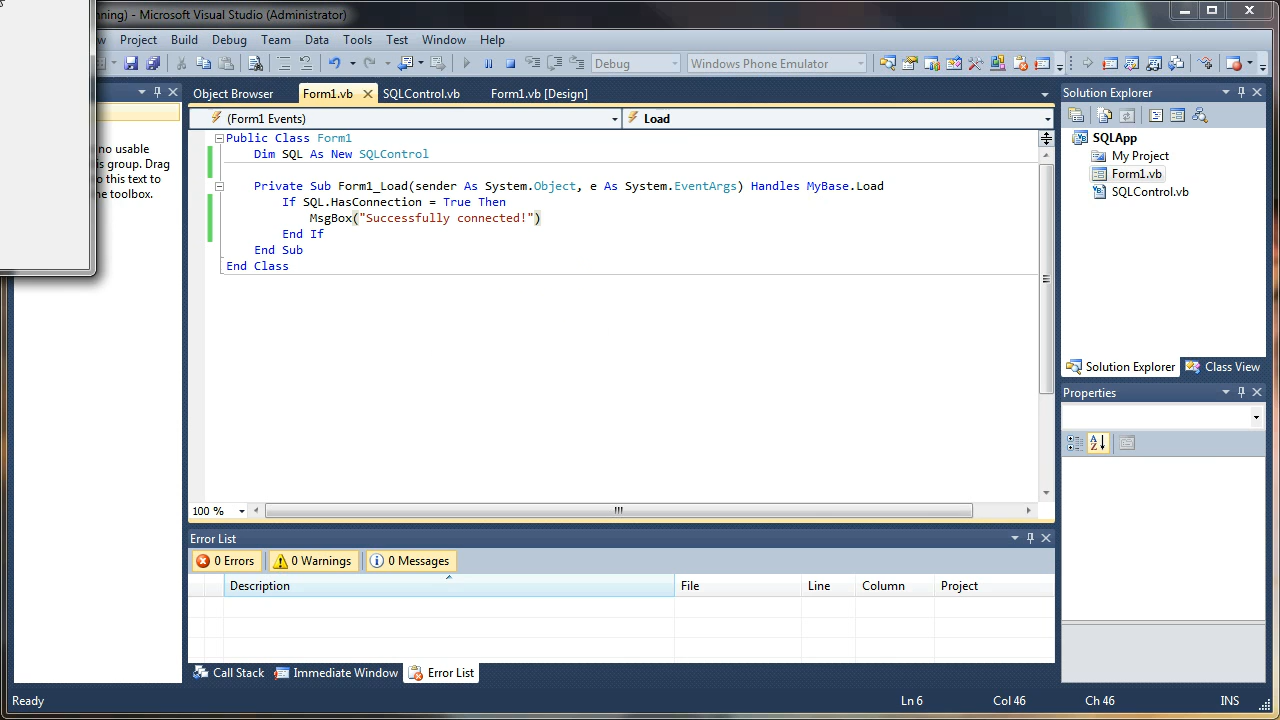 nning) - Microsoft Visual Studio (Administrator)
w Project Build Debug Team Data Tools Test Window Help
Debug Windows Phone Emulator
Object Browser Form1.vb SQLControl.vb Form1.vb [Design]
(Form1 Events) Load
no usable
is group. Drag
o this text to
he toolbox.
Public Class Form1
Dim SQL As New SQLControl
Private Sub Form1_Load(sender As System.Object, e As System.EventArgs) Handles MyBase.Load
If SQL.HasConnection = True Then
MsgBox("Successfully connected!")
End If
End Sub
End Class
100 %
Solution Explorer
SQLApp
My Project
Form1.vb
SQLControl.vb
Solution Explorer Class View
Properties
Error List
0 Errors 0 Warnings 0 Messages
Description File Line Column Project
Call Stack Immediate Window Error List
Ready Ln 6 Col 46 Ch 46 INS